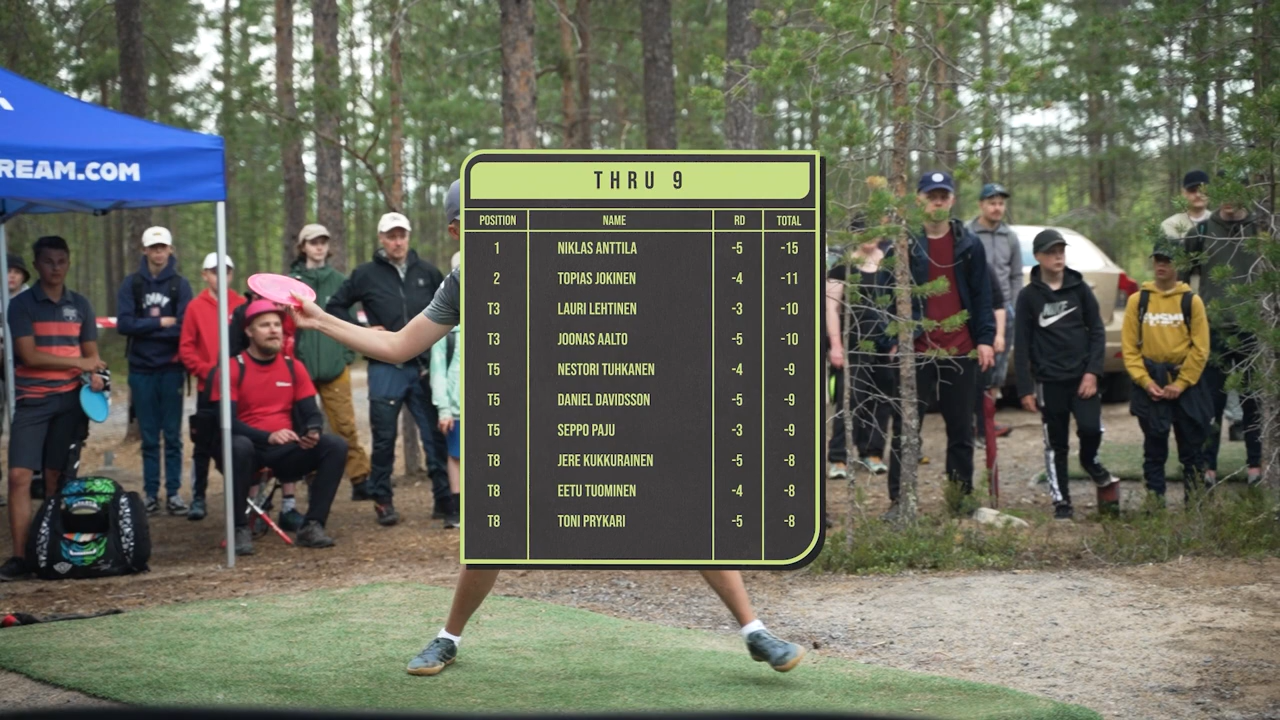 REAM.COM
THRU 9
POSITION NAME RD TOTAL
1 NIKLAS ANTTILA -5 -15
2 TOPIAS JOKINEN -4 -11
T3 LAURI LEHTINEN -3 -10
T3 JOONAS AALTO -5 -10
T5 NESTORI TUHKANEN -4 -9
T5 DANIEL DAVIDSSON -5 -9
T5 SEPPO PAJU -3 -9
T8 JERE KUKKURAINEN -5 -8
T8 EETU TUOMINEN -4 -8
T8 TONI PRYKARI -5 -8
NIKE